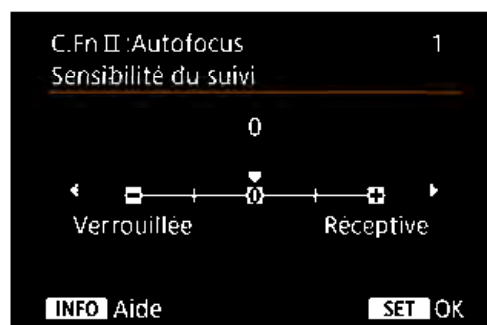 C.Fn II :Autofocus 1
Sensibilité du suivi
0
Verrouillée Réceptive
INFO Aide SET OK